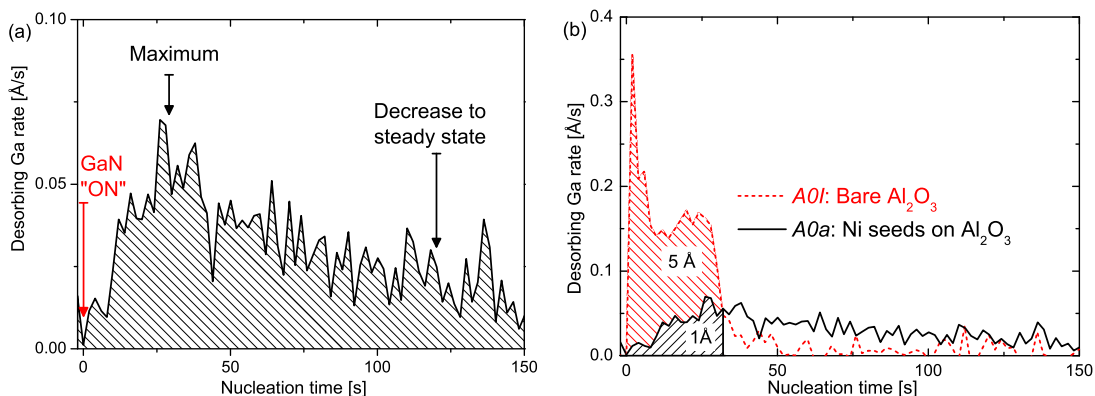 (a)
0.10
0.05
0.00
Desorbing Ga rate [Å/s]
Maximum
Decrease to
steady state
GaN
"ON"
0
50
100
150
Nucleation time [s]
(b)
0.4
0.3
0.2
0.1
0.0
Desorbing Ga rate [Å/s]
A0l: Bare Al₂O₃
A0a: Ni seeds on Al₂O₃
5 Å
1Å
0
50
100
150
Nucleation time [s]